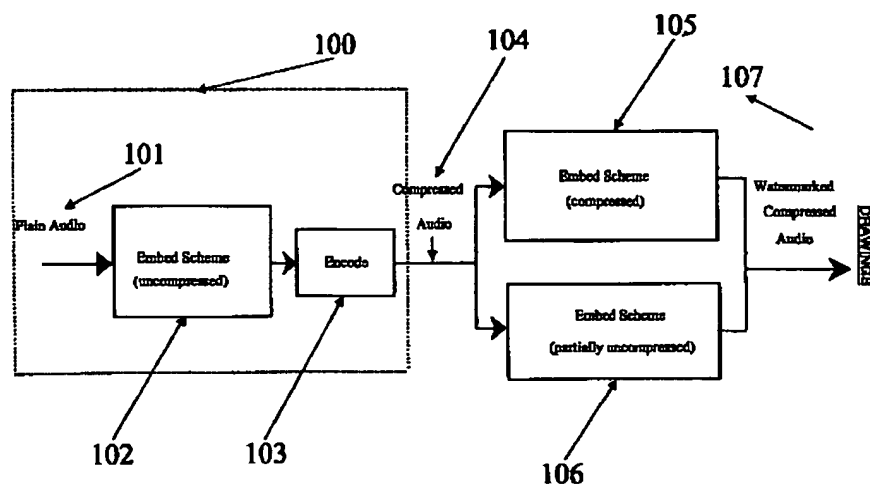 100
104
105
107
101
Plain Audio
Compressed
Audio
Embed Scheme
(uncompressed)
Encode
Embed Scheme
(compressed)
Embed Scheme
(partially uncompressed)
Watermarked
Compressed
Audio
DRAWINGS
102
103
106